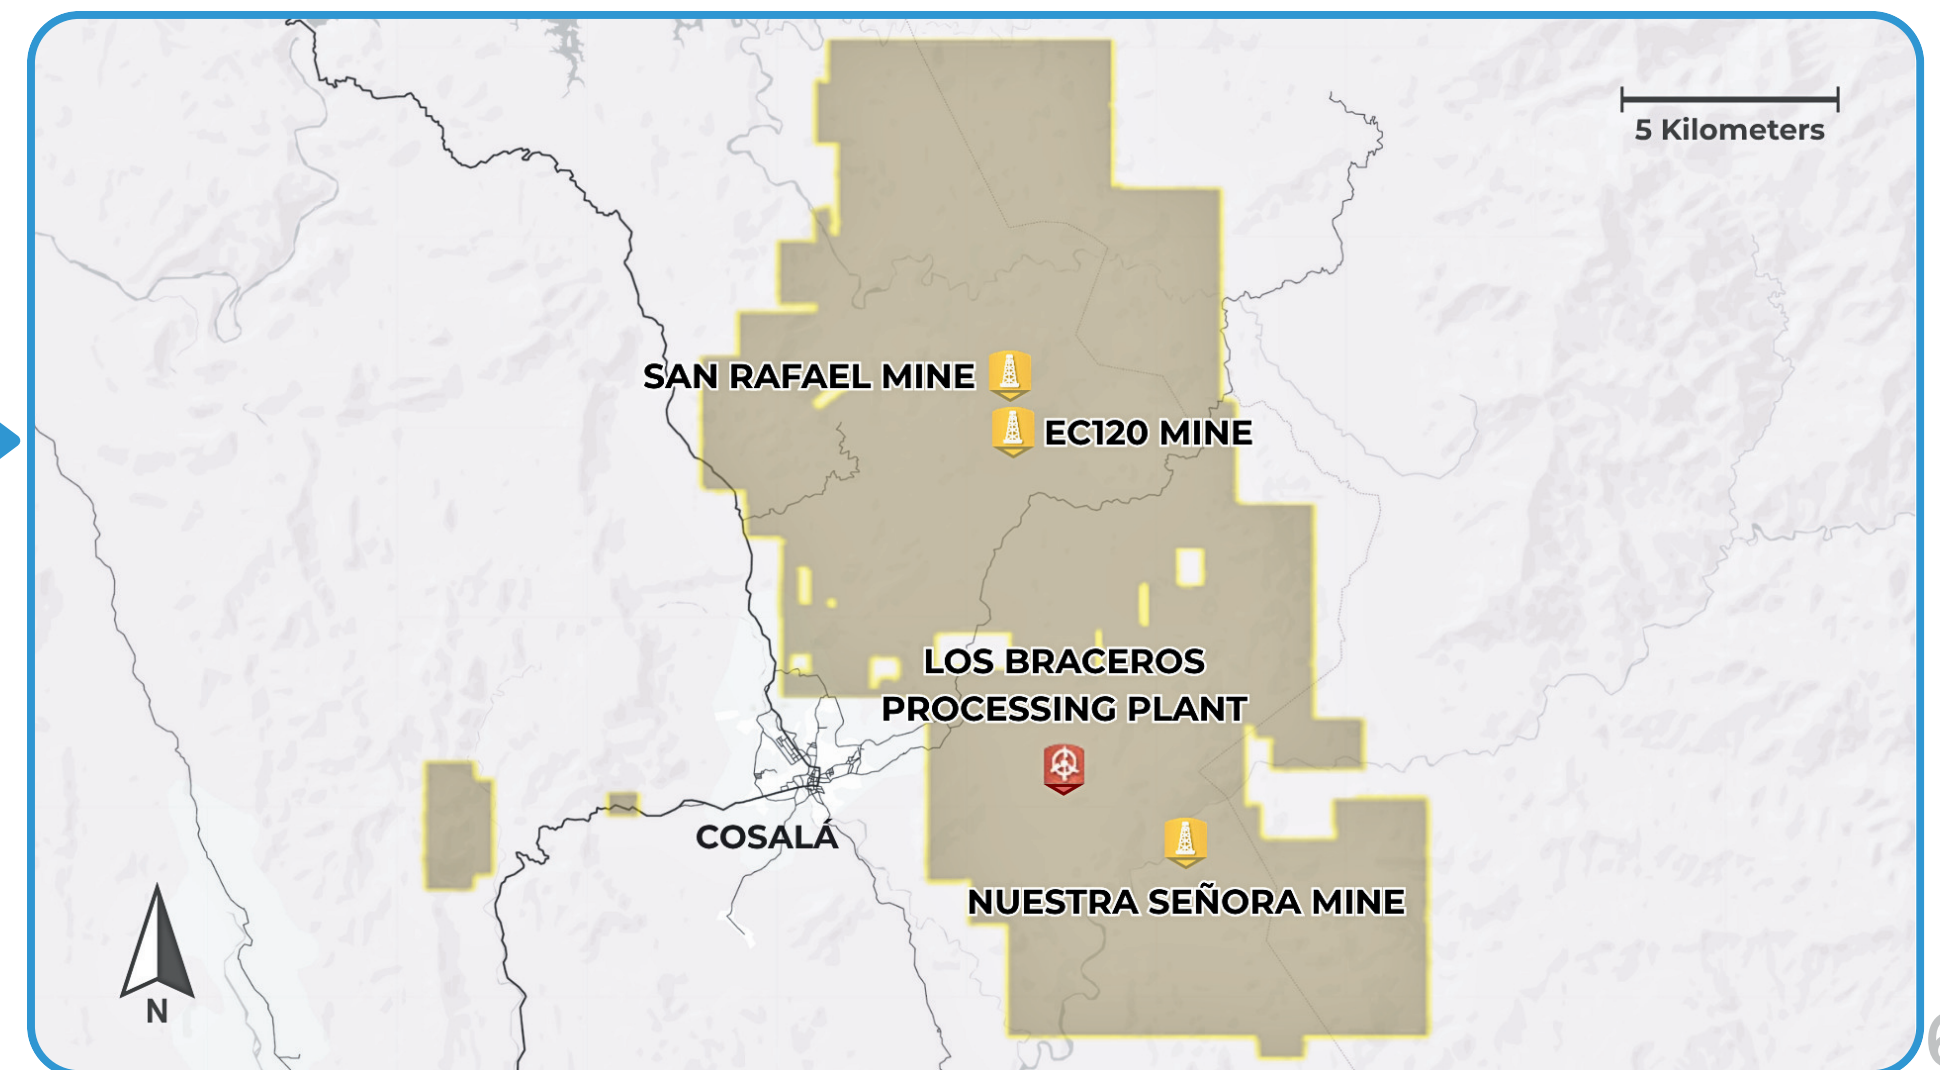 5 Kilometers
SAN RAFAEL MINE
EC120 MINE
LOS BRACEROS
PROCESSING PLANT
COSALÁ
NUESTRA SEÑORA MINE
N